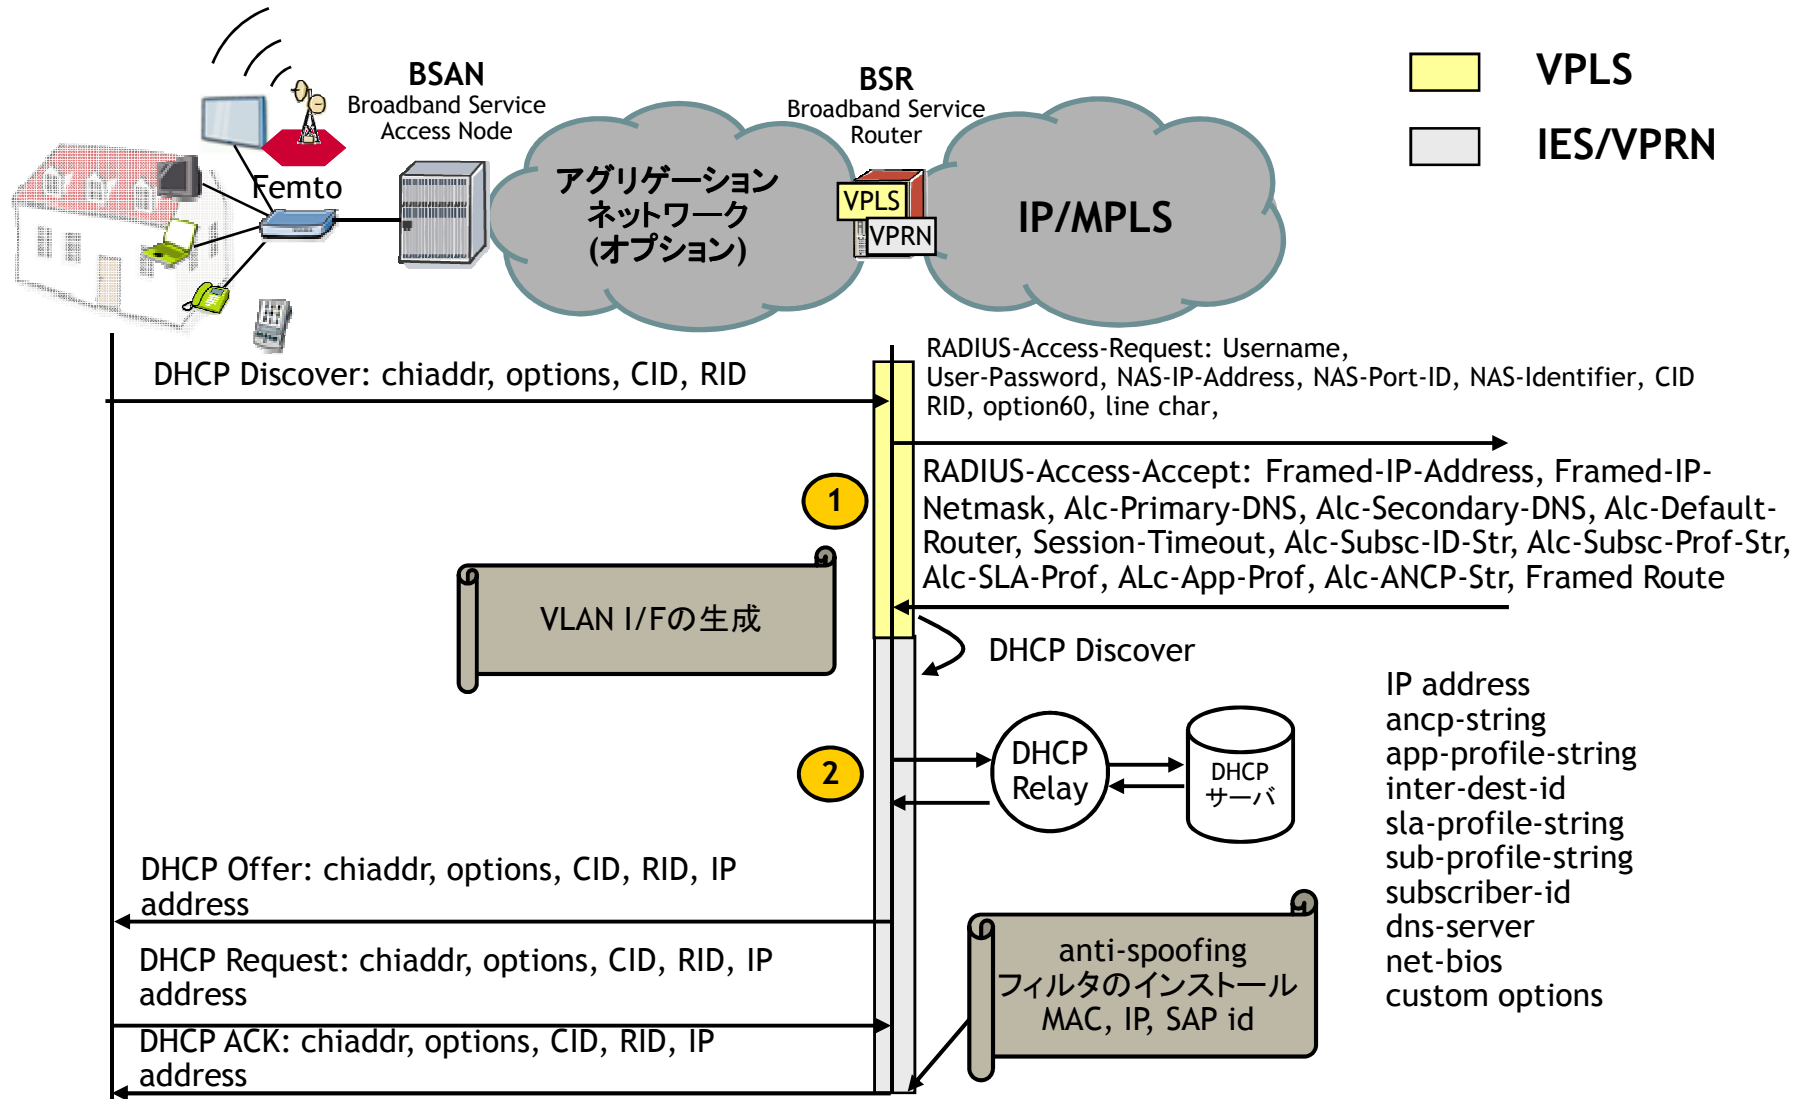 BSAN
Broadband Service
Access Node
BSR
Broadband Service
Router
VPLS
IES/VPRN
Femto
アグリゲーション
ネットワーク
(オプション)
VPLS
VPRN
IP/MPLS
DHCP Discover: chiaddr, options, CID, RID
RADIUS-Access-Request: Username,
User-Password, NAS-IP-Address, NAS-Port-ID, NAS-Identifier, CID
RID, option60, line char,
RADIUS-Access-Accept: Framed-IP-Address, Framed-IP-
Netmask, Alc-Primary-DNS, Alc-Secondary-DNS, Alc-Default-
Router, Session-Timeout, Alc-Subsc-ID-Str, Alc-Subsc-Prof-Str,
Alc-SLA-Prof, ALc-App-Prof, Alc-ANCP-Str, Framed Route
1
VLAN I/Fの生成
DHCP Discover
2
DHCP
Relay
DHCP
サーバ
IP address
ancp-string
app-profile-string
inter-dest-id
sla-profile-string
sub-profile-string
subscriber-id
dns-server
net-bios
custom options
DHCP Offer: chiaddr, options, CID, RID, IP
address
DHCP Request: chiaddr, options, CID, RID, IP
address
DHCP ACK: chiaddr, options, CID, RID, IP
address
anti-spoofing
フィルタのインストール
MAC, IP, SAP id